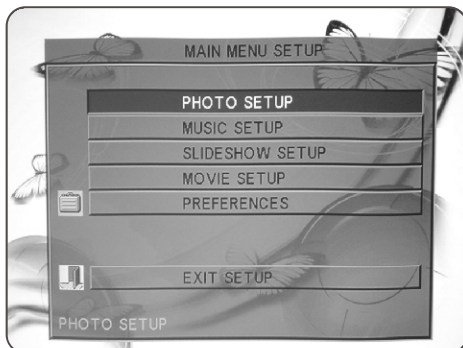 MAIN MENU SETUP
PHOTO SETUP
MUSIC SETUP
SLIDESHOW SETUP
MOVIE SETUP
PREFERENCES
EXIT SETUP
PHOTO SETUP